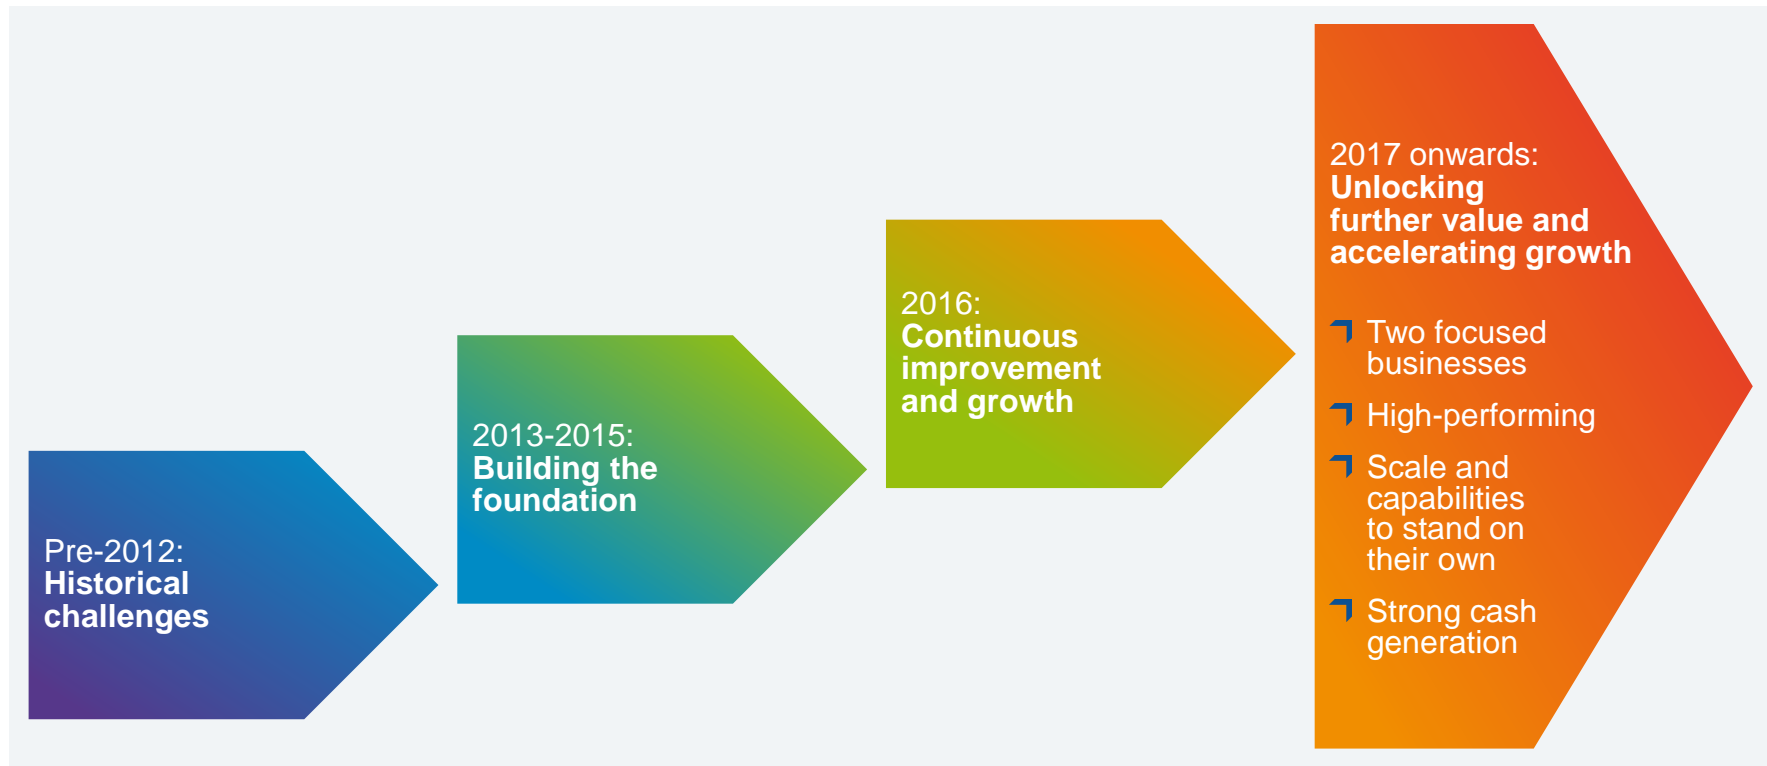 Pre-2012:
Historical
challenges
2013-2015:
Building the
foundation
2016:
Continuous
improvement
and growth
2017 onwards:
Unlocking
further value and
accelerating growth
Two focused
businesses
High-performing
Scale and
capabilities
to stand on
their own
Strong cash
generation